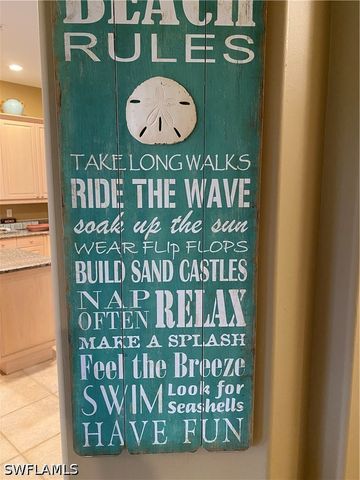 BEACH
RULES
TAKE LONG WALKS
RIDE THE WAVE
soak up the sun
WEAR FLIP FLOPS
BUILD SAND CASTLES
NAP OFTEN RELAX
MAKE A SPLASH
Feel the Breeze
SWIM Look for Seashells
HAVE FUN
SWFLAMLS